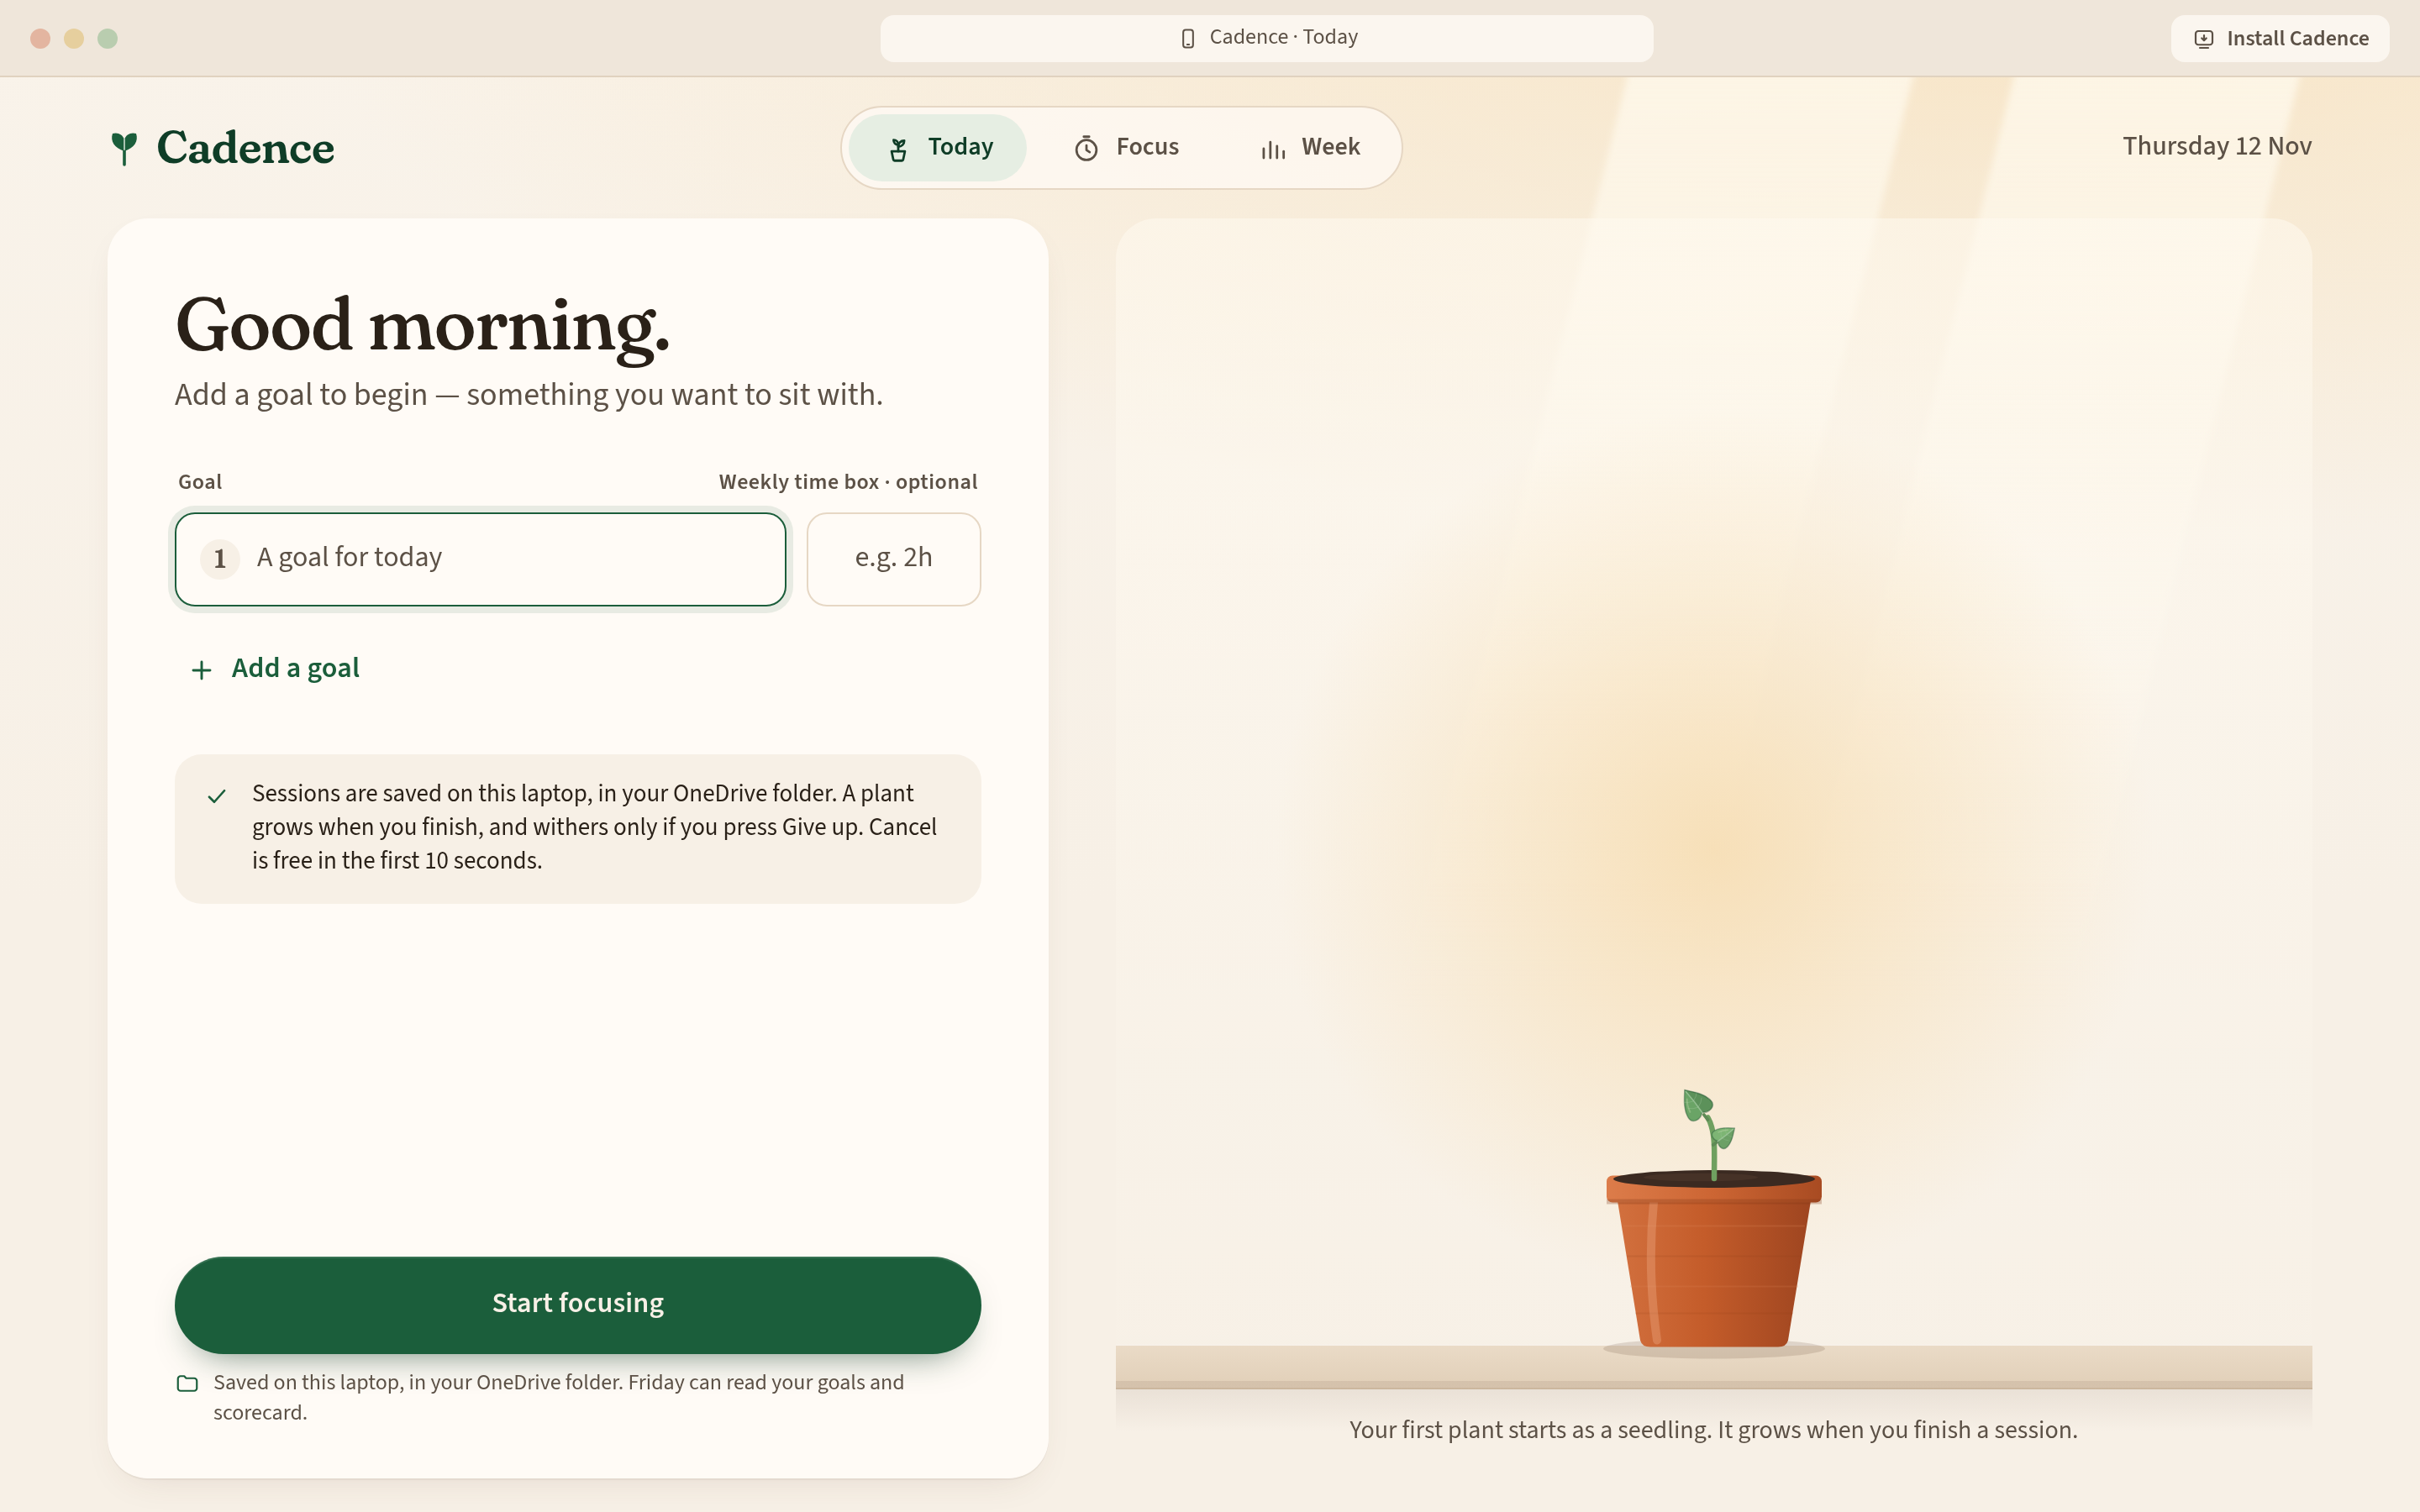 Cadence · Today
Install Cadence
Cadence
Today
Focus
Week
Thursday 12 Nov
Good morning.
Add a goal to begin — something you want to sit with.
Goal
Weekly time box · optional
1 A goal for today
e.g. 2h
Add a goal
Sessions are saved on this laptop, in your OneDrive folder. A plant
grows when you finish, and withers only if you press Give up. Cancel
is free in the first 10 seconds.
Start focusing
Saved on this laptop, in your OneDrive folder. Friday can read your goals and
scorecard.
Your first plant starts as a seedling. It grows when you finish a session.